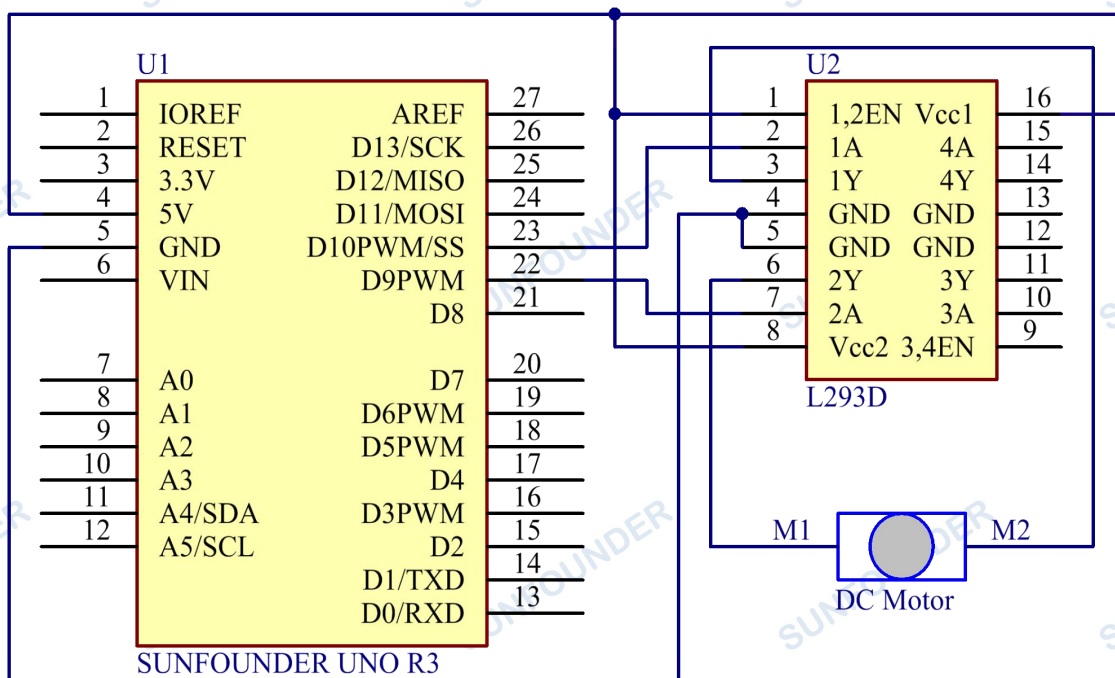 U1
1 IOREF AREF 27
2 RESET D13/SCK 26
3 3.3V D12/MISO 25
4 5V D11/MOSI 24
5 GND D10PWM/SS 23
6 VIN D9PWM 22
D8 21
7 A0 D7 20
8 A1 D6PWM 19
9 A2 D5PWM 18
10 A3 D4 17
11 A4/SDA D3PWM 16
12 A5/SCL D2 15
D1/TXD 14
D0/RXD 13
SUNFOUNDER UNO R3
U2
1 1,2EN Vcc1 16
2 1A 4A 15
3 1Y 4Y 14
4 GND GND 13
5 GND GND 12
6 2Y 3Y 11
7 2A 3A 10
8 Vcc2 3,4EN 9
L293D
M1 M2
DC Motor
SUNFOUNDER
SUNFOUNDER
SUNFOUNDER